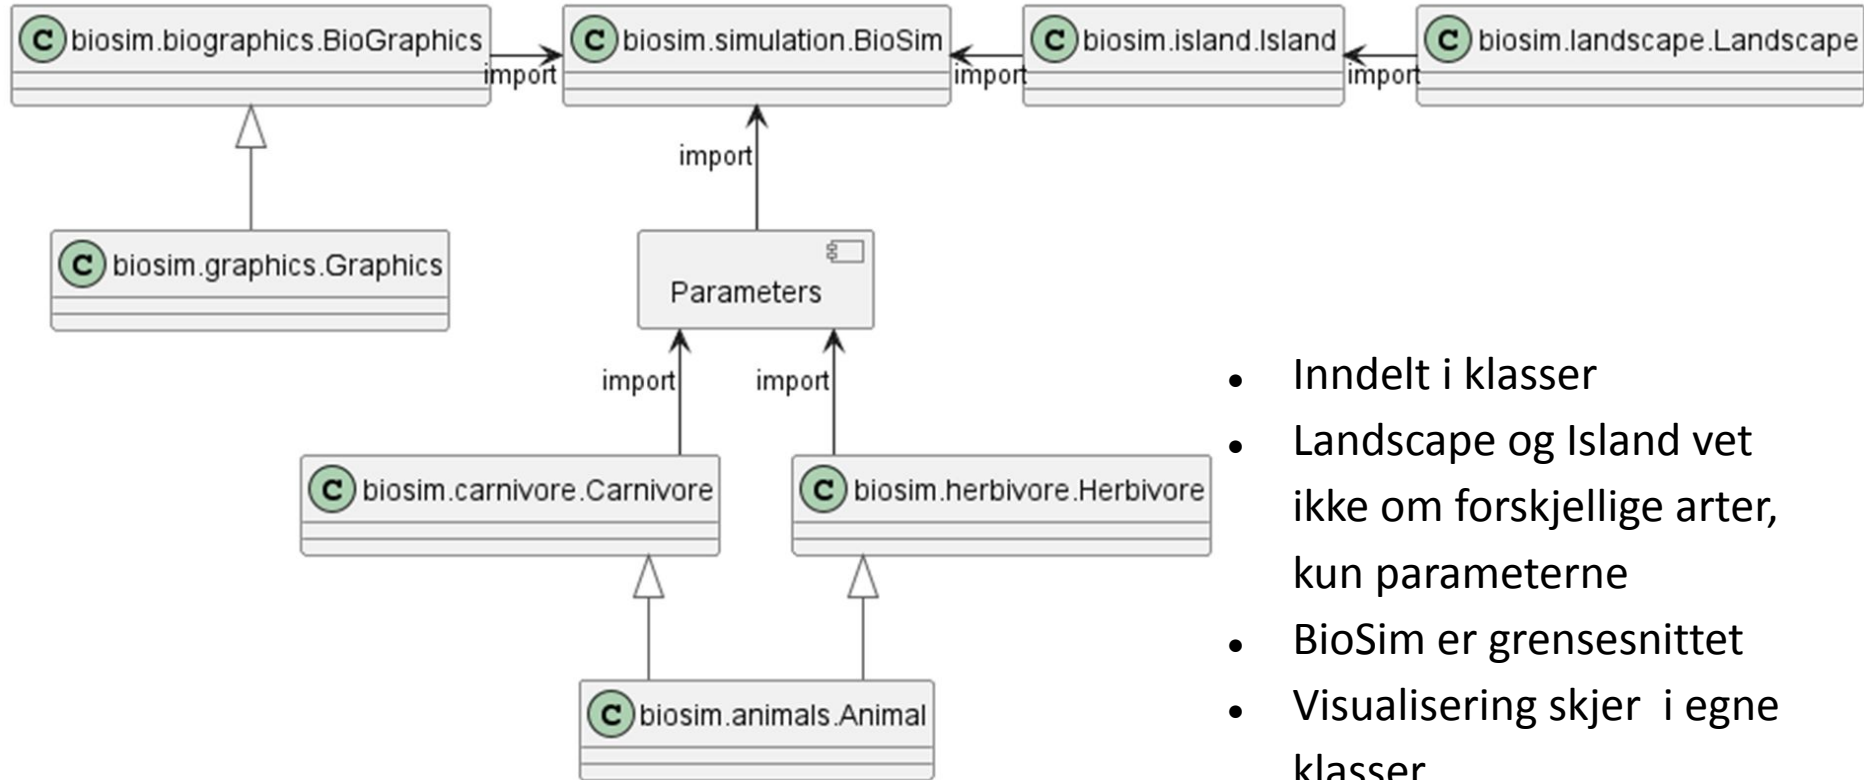 C biosim.biographics.BioGraphics
import
C biosim.simulation.BioSim
import
C biosim.island.Island
import
C biosim.landscape.Landscape
import
C biosim.graphics.Graphics
Parameters
import
import
C biosim.carnivore.Carnivore
C biosim.herbivore.Herbivore
C biosim.animals.Animal
• Inndelt i klasser
• Landscape og Island vet
ikke om forskjellige arter,
kun parameterne
• BioSim er grensesnittet
• Visualisering skjer i egne
klasser